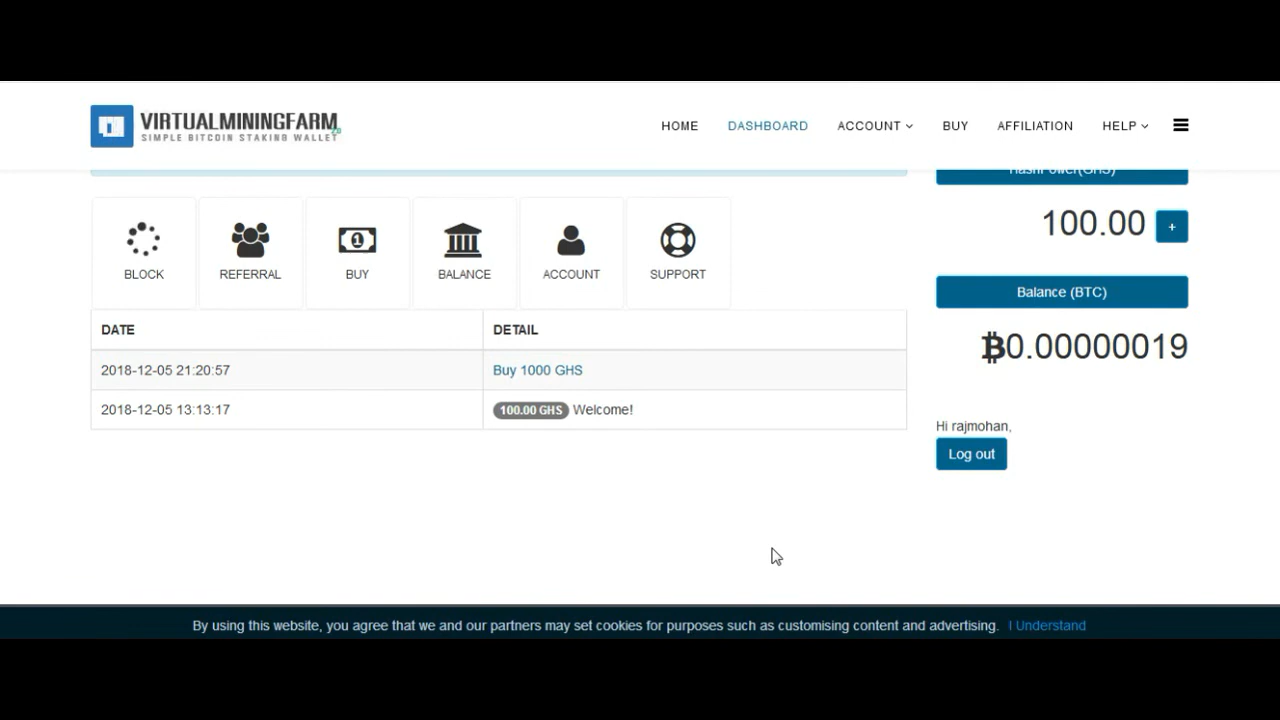 VIRTUALMININGFARM
SIMPLE BITCOIN STAKING WALLET
HOME DASHBOARD ACCOUNT BUY AFFILIATION HELP
HashPower(GHS)
100.00 +
BLOCK REFERRAL BUY BALANCE ACCOUNT SUPPORT
Balance (BTC)
DATE DETAIL
₿0.00000019
2018-12-05 21:20:57 Buy 1000 GHS
2018-12-05 13:13:17 100.00 GHS Welcome!
Hi rajmohan,
Log out
By using this website, you agree that we and our partners may set cookies for purposes such as customising content and advertising. I Understand